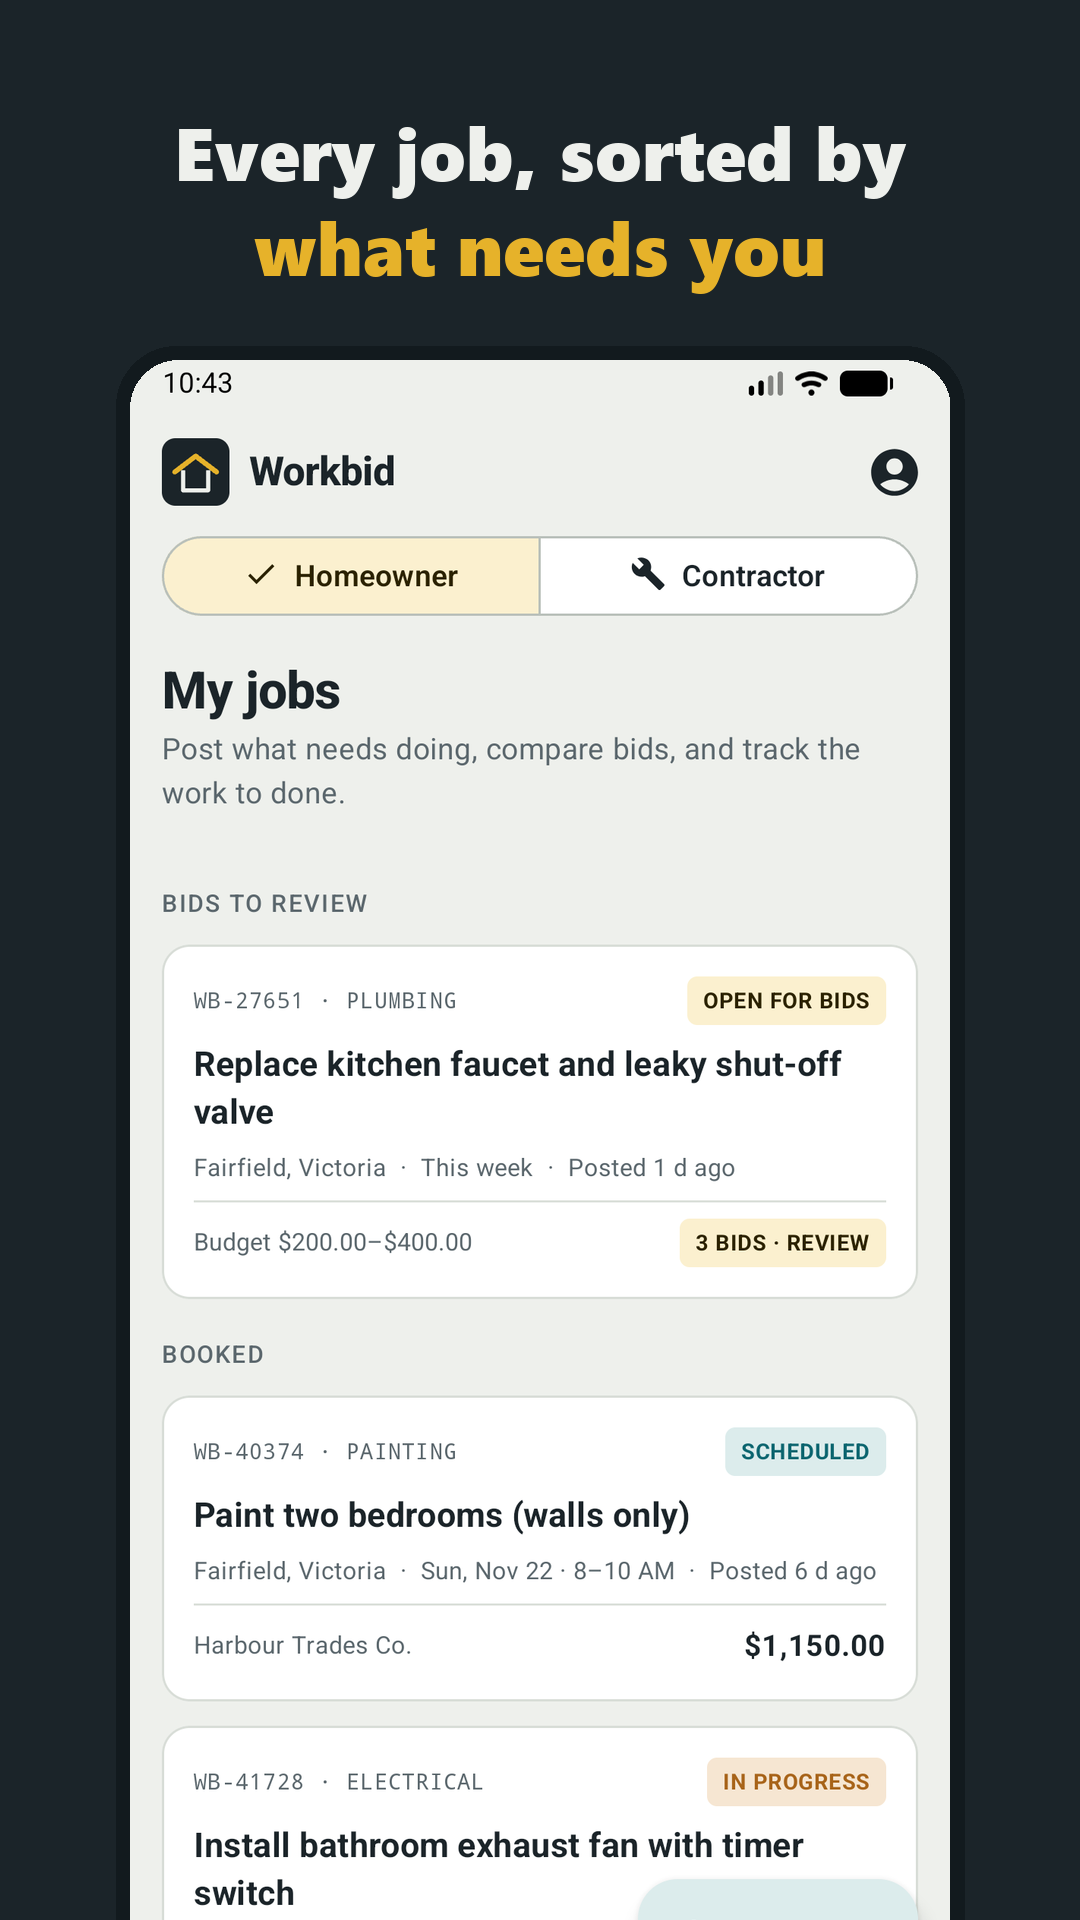 Every job, sorted by
what needs you
10:43
Workbid
Homeowner
Contractor
My jobs
Post what needs doing, compare bids, and track the
work to done.
BIDS TO REVIEW
WB-27651 · PLUMBING
OPEN FOR BIDS
Replace kitchen faucet and leaky shut-off
valve
Fairfield, Victoria · This week · Posted 1 d ago
Budget $200.00–$400.00
3 BIDS · REVIEW
BOOKED
WB-40374 · PAINTING
SCHEDULED
Paint two bedrooms (walls only)
Fairfield, Victoria · Sun, Nov 22 · 8–10 AM · Posted 6 d ago
Harbour Trades Co.
$1,150.00
WB-41728 · ELECTRICAL
IN PROGRESS
Install bathroom exhaust fan with timer
switch